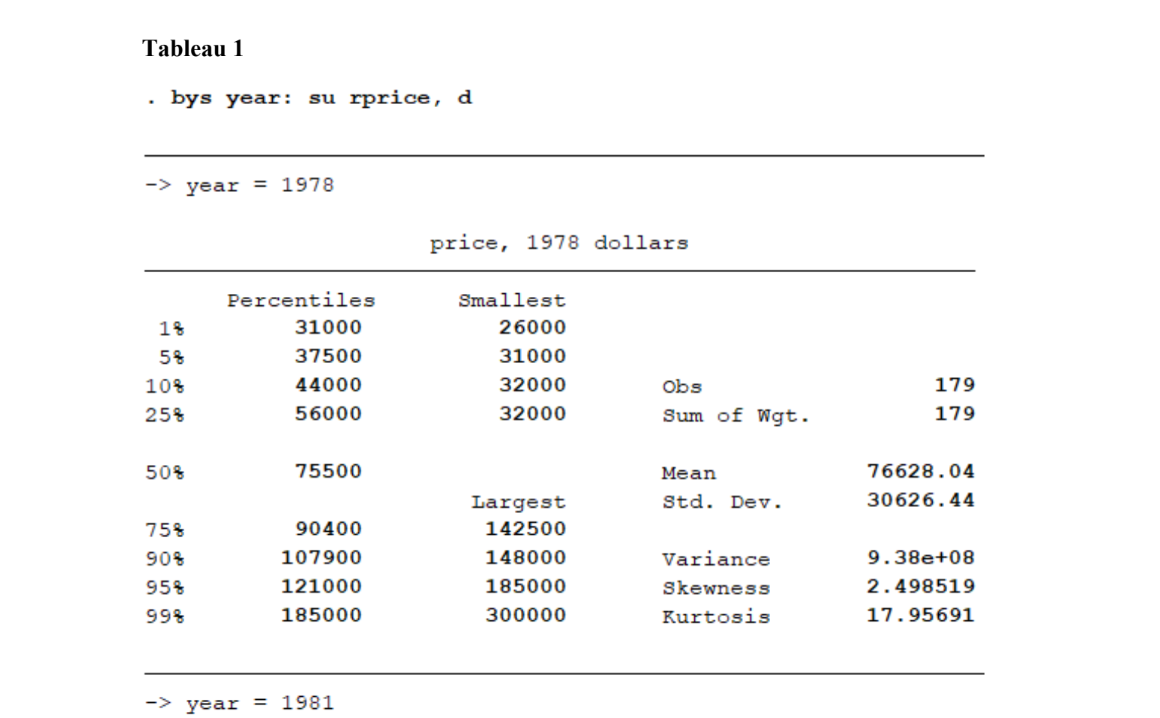 Tableau 1
. bys year: su rprice, d
-> year = 1978
price, 1978 dollars
Percentiles Smallest
1% 31000 26000
5% 37500 31000
10% 44000 32000 Obs 179
25% 56000 32000 Sum of Wgt. 179
50% 75500 Mean 76628.04
Largest Std. Dev. 30626.44
75% 90400 142500
90% 107900 148000 Variance 9.38e+08
95% 121000 185000 Skewness 2.498519
99% 185000 300000 Kurtosis 17.95691
-> year = 1981